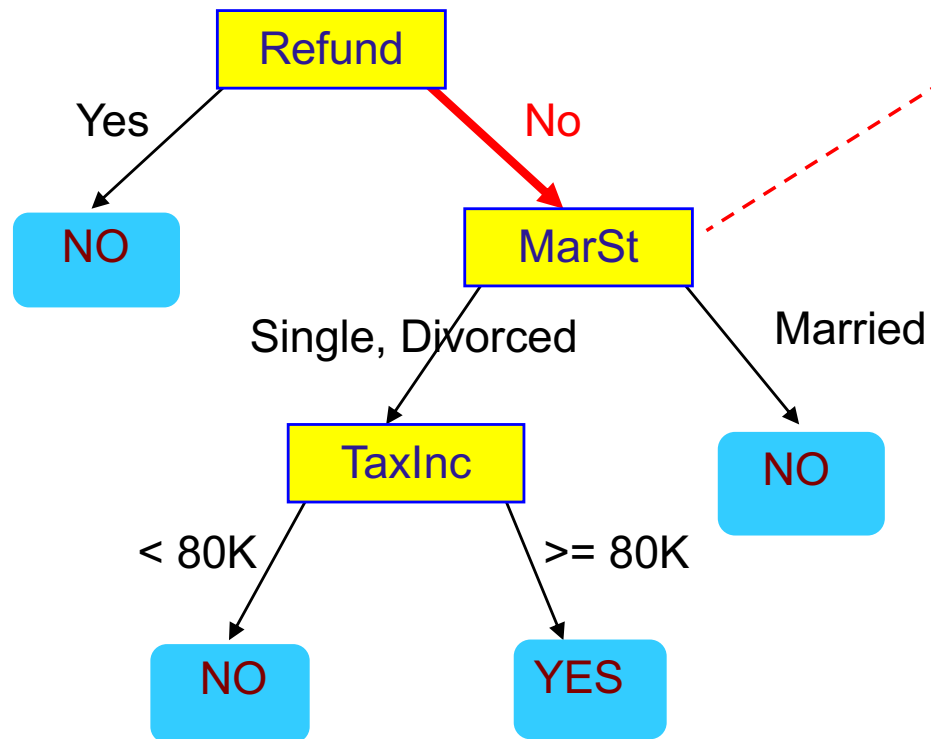 Refund
Yes
No
NO
MarSt
Single, Divorced
Married
TaxInc
NO
< 80K
>= 80K
NO
YES